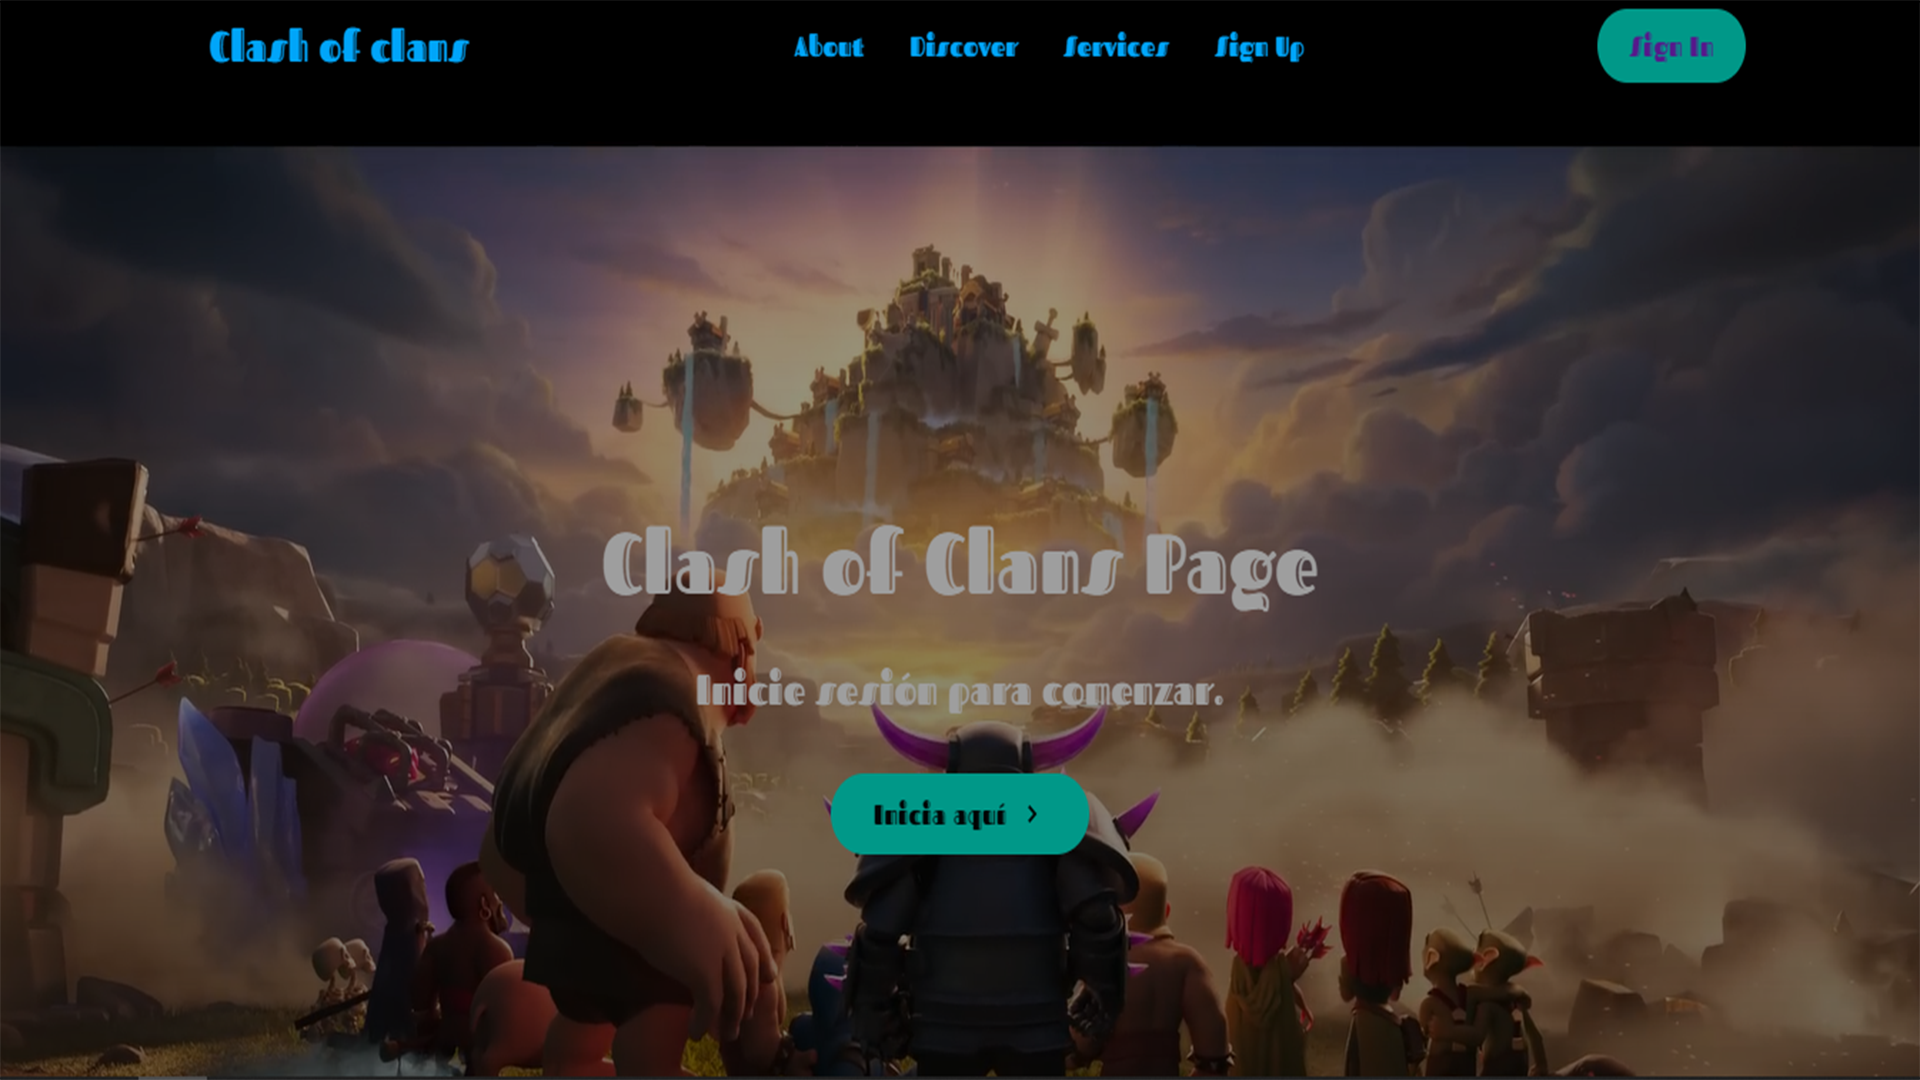 Clash of clans
About Discover Services Sign Up
Sign In
Clash of Clans Page
Inicie sesión para comenzar.
Inicia aquí